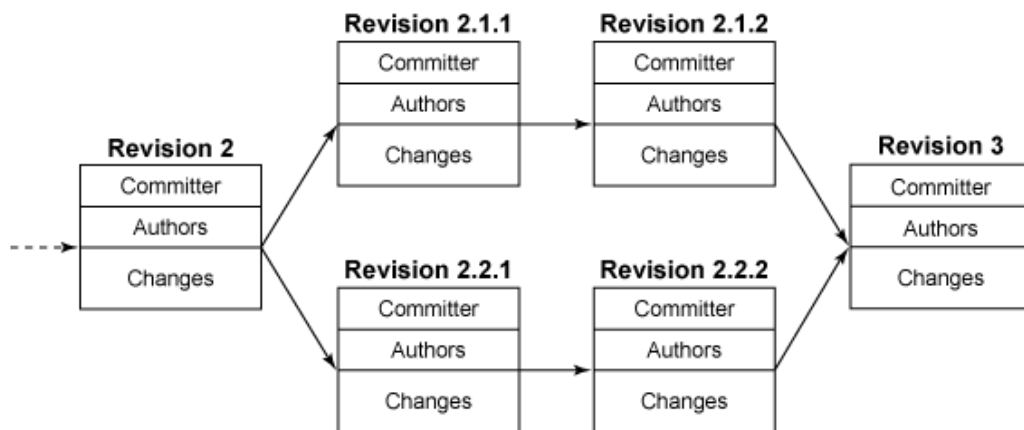 Revision 2.1.1
Committer
Authors
Changes
Revision 2.1.2
Committer
Authors
Changes
Revision 2
Committer
Authors
Changes
Revision 3
Committer
Authors
Changes
Revision 2.2.1
Committer
Authors
Changes
Revision 2.2.2
Committer
Authors
Changes